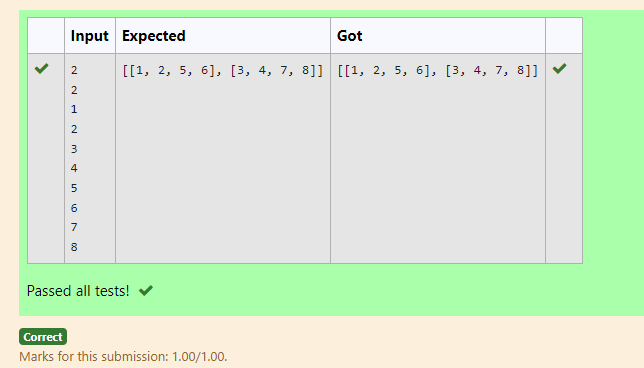 Input Expected Got
2 [[1, 2, 5, 6], [3, 4, 7, 8]] [[1, 2, 5, 6], [3, 4, 7, 8]]
2
1
2
3
4
5
6
7
8
Passed all tests!
Correct
Marks for this submission: 1.00/1.00.